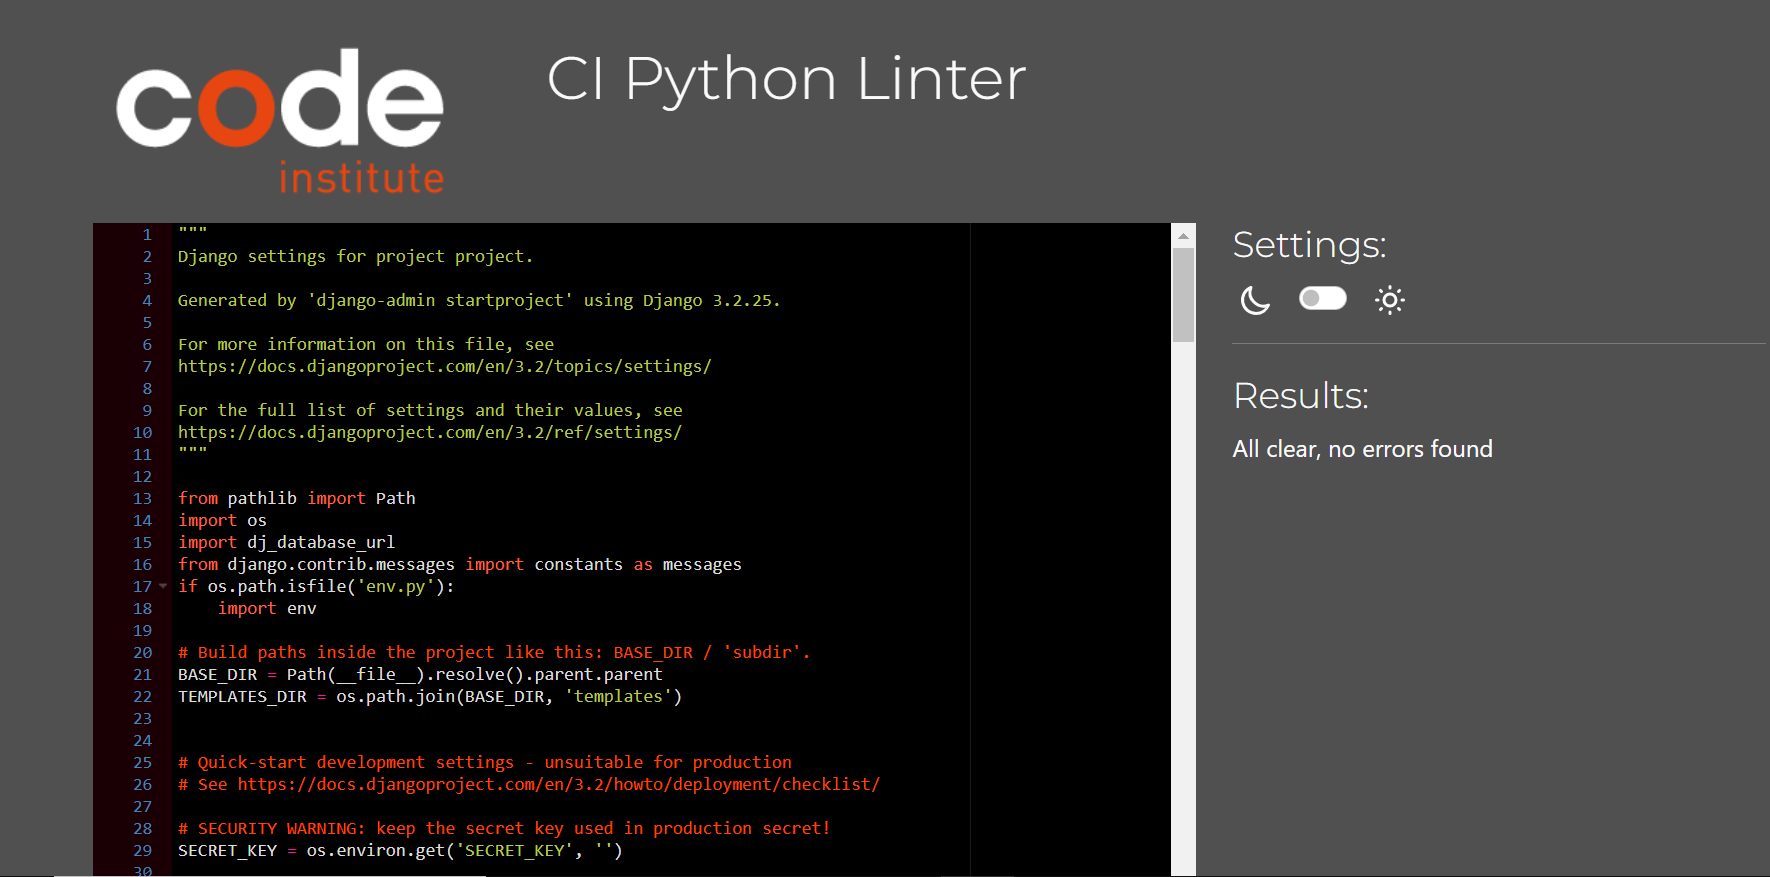 code
institute
CI Python Linter
1 """
2 Django settings for project project.
3
4 Generated by 'django-admin startproject' using Django 3.2.25.
5
6 For more information on this file, see
7 https://docs.djangoproject.com/en/3.2/topics/settings/
8
9 For the full list of settings and their values, see
10 https://docs.djangoproject.com/en/3.2/ref/settings/
11 """
12
13 from pathlib import Path
14 import os
15 import dj_database_url
16 from django.contrib.messages import constants as messages
17 if os.path.isfile('env.py'):
18     import env
19
20 # Build paths inside the project like this: BASE_DIR / 'subdir'.
21 BASE_DIR = Path(__file__).resolve().parent.parent
22 TEMPLATES_DIR = os.path.join(BASE_DIR, 'templates')
23
24
25 # Quick-start development settings - unsuitable for production
26 # See https://docs.djangoproject.com/en/3.2/howto/deployment/checklist/
27
28 # SECURITY WARNING: keep the secret key used in production secret!
29 SECRET_KEY = os.environ.get('SECRET_KEY', '')
30
Settings:
Results:
All clear, no errors found